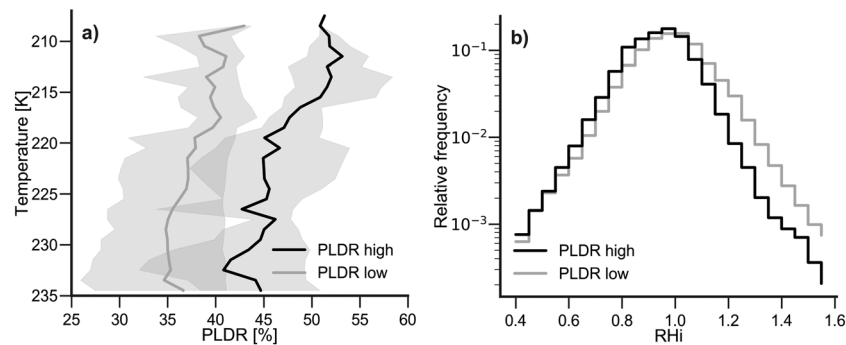 a)
Temperature [K]
210
215
220
225
230
235
25 30 35 40 45 50 55 60
PLDR [%]
PLDR high
PLDR low
b)
Relative frequency
10⁻¹
10⁻²
10⁻³
0.4 0.6 0.8 1.0 1.2 1.4 1.6
RHi
PLDR high
PLDR low